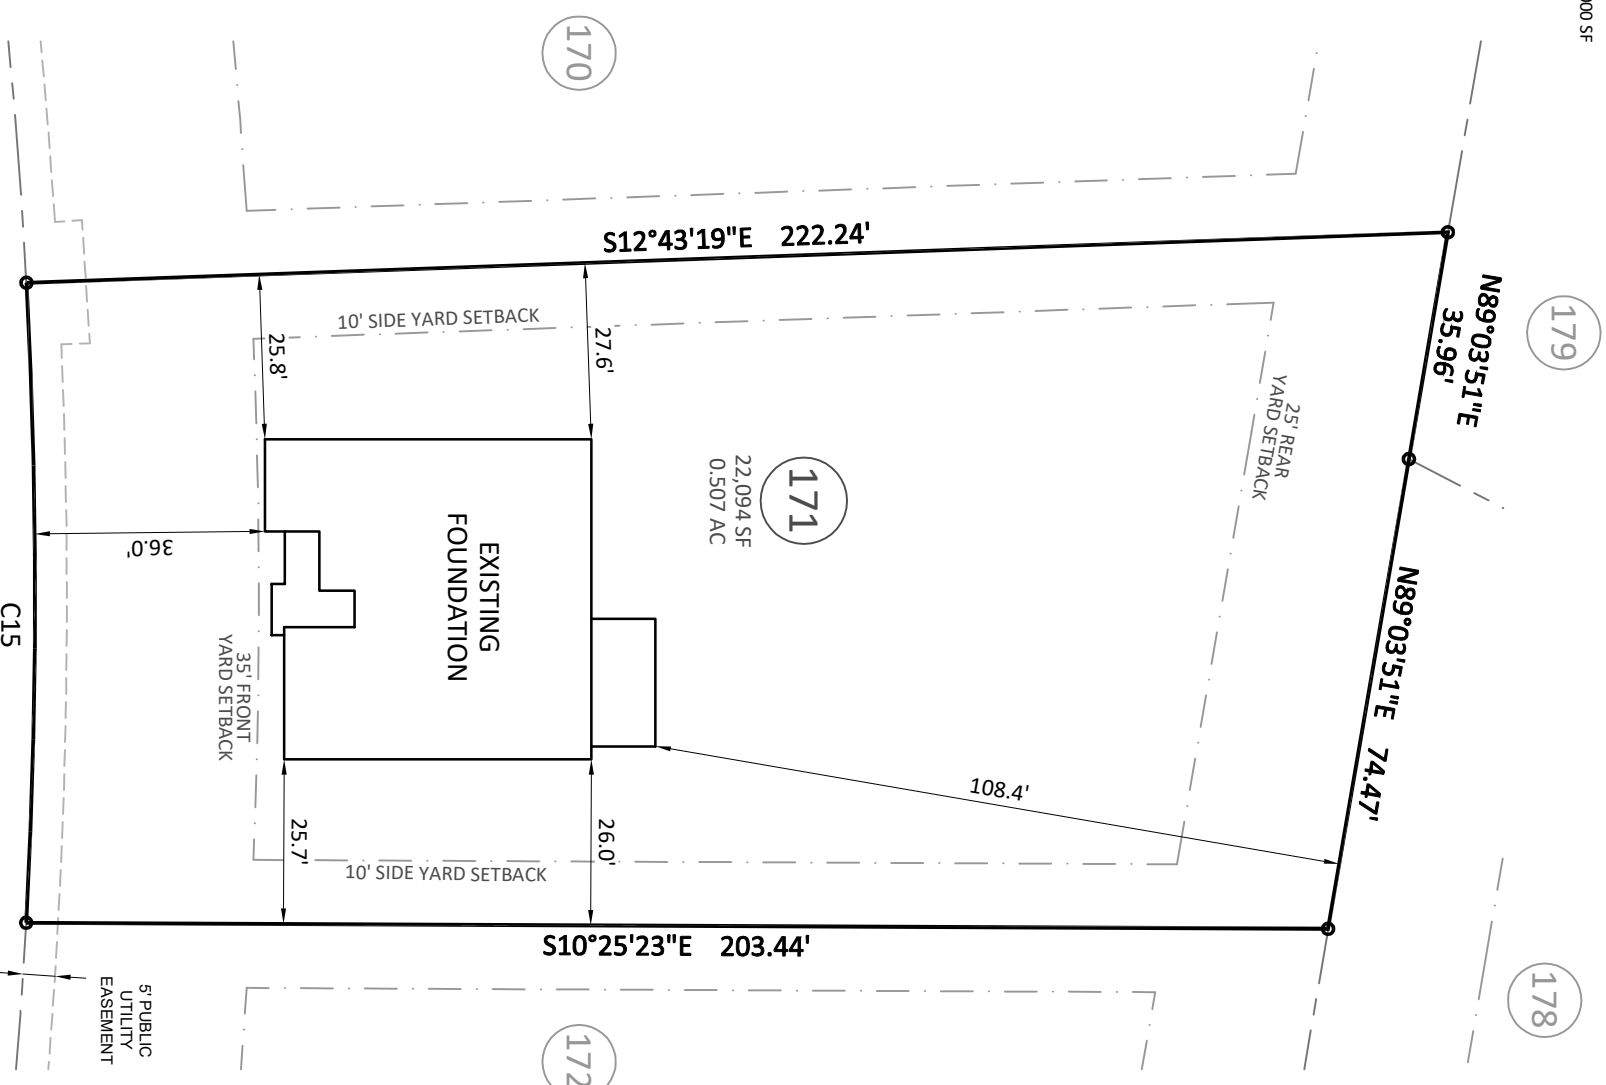 000 SF
170
S12°43'19"E 222.24'
N89°03'51"E
35.96'
179
10' SIDE YARD SETBACK
25.8'
27.6'
25' REAR
YARD SETBACK
171
22,094 SF
0.507 AC
EXISTING
FOUNDATION
36.0'
C15
35' FRONT
YARD SETBACK
N89°03'51"E 74.47'
108.4'
25.7'
26.0'
10' SIDE YARD SETBACK
S10°25'23"E 203.44'
5' PUBLIC
UTILITY
EASEMENT
172
178